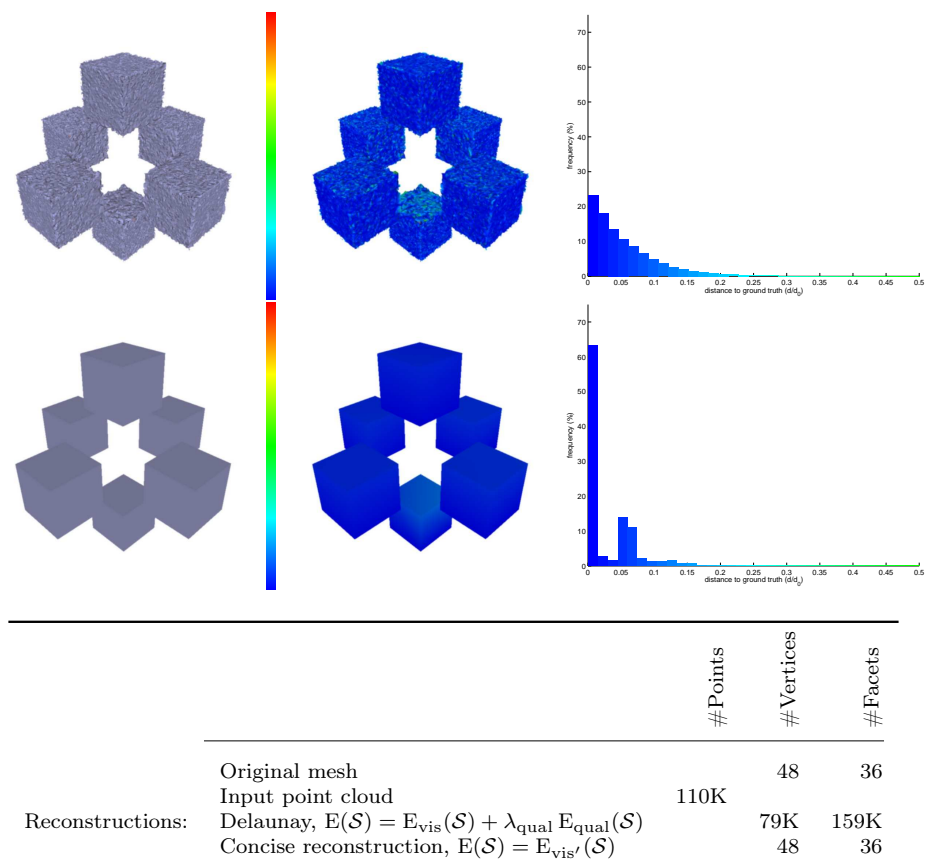 70
60
50
40
30
20
10
0
frequency (%)
0 0.05 0.1 0.15 0.2 0.25 0.3 0.35 0.4 0.45 0.5
distance to ground truth (d/d₀)
70
60
50
40
30
20
10
0
frequency (%)
0 0.05 0.1 0.15 0.2 0.25 0.3 0.35 0.4 0.45 0.5
distance to ground truth (d/d₀)
#Points #Vertices #Facets
Original mesh 48 36
Input point cloud 110K
Reconstructions: Delaunay, E(𝒮) = E_vis(𝒮) + λ_qual E_qual(𝒮) 79K 159K
Concise reconstruction, E(𝒮) = E_vis′(𝒮) 48 36